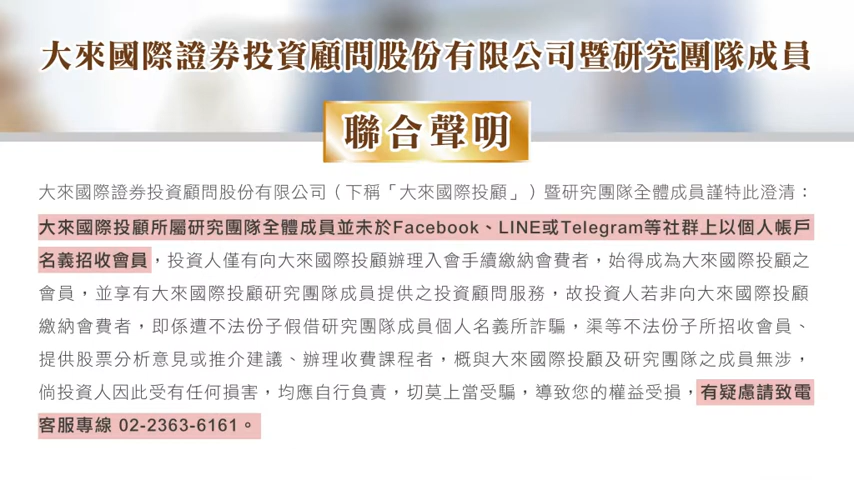 大來國際證券投資顧問股份有限公司暨研究團隊成員
聯合聲明
大來國際證券投資顧問股份有限公司（下稱「大來國際投顧」）暨研究團隊全體成員謹特此澄清：
大來國際投顧所屬研究團隊全體成員並未於Facebook、LINE或Telegram等社群上以個人帳戶
名義招收會員，投資人僅有向大來國際投顧辦理入會手續繳納會費者，始得成為大來國際投顧之
會員，並享有大來國際投顧研究團隊成員提供之投資顧問服務，故投資人若非向大來國際投顧
繳納會費者，即係遭不法份子假借研究團隊成員個人名義所詐騙，渠等不法份子所招收會員、
提供股票分析意見或推介建議、辦理收費課程者，概與大來國際投顧及研究團隊之成員無涉，
倘投資人因此受有任何損害，均應自行負責，切莫上當受騙，導致您的權益受損，有疑慮請致電
客服專線 02-2363-6161。